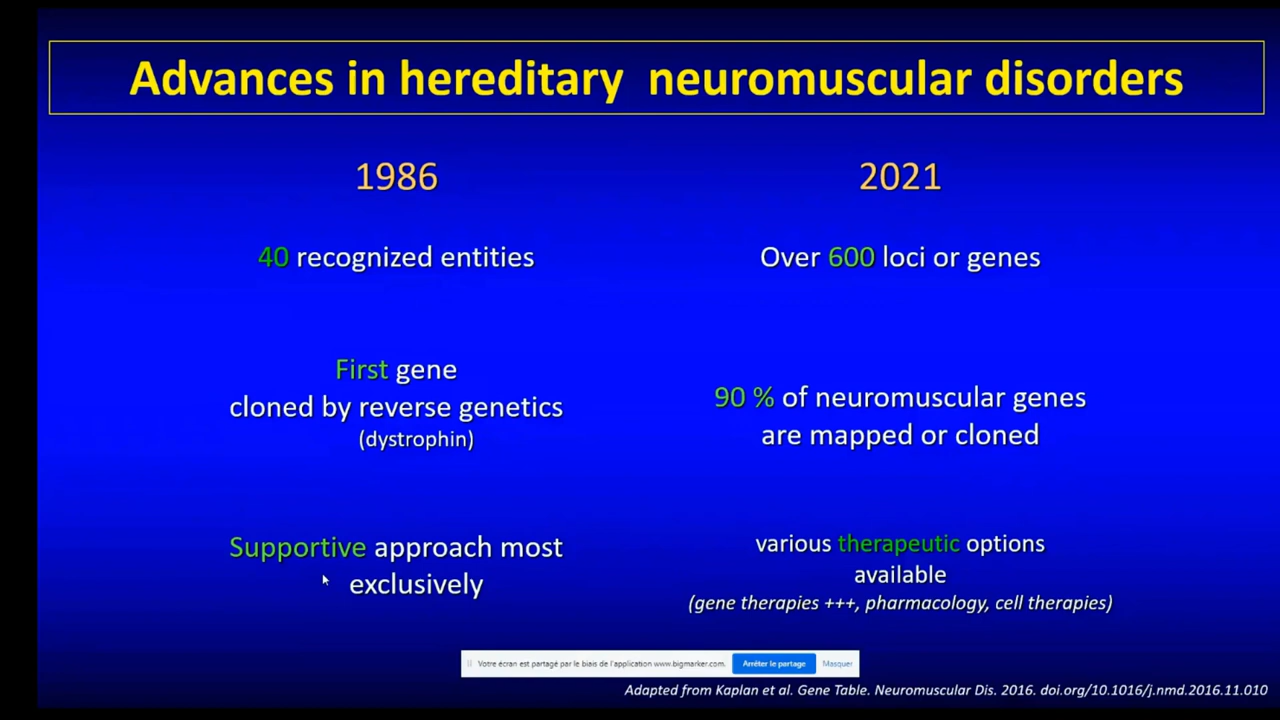 Advances in hereditary neuromuscular disorders
1986
40 recognized entities
First gene
cloned by reverse genetics
(dystrophin)
Supportive approach most
exclusively
2021
Over 600 loci or genes
90 % of neuromuscular genes
are mapped or cloned
various therapeutic options
available
(gene therapies +++, pharmacology, cell therapies)
Votre écran est partagé par le biais de l'application www.bigmarker.com.
Arrêter le partage
Masquer
Adapted from Kaplan et al. Gene Table. Neuromuscular Dis. 2016. doi.org/10.1016/j.nmd.2016.11.010